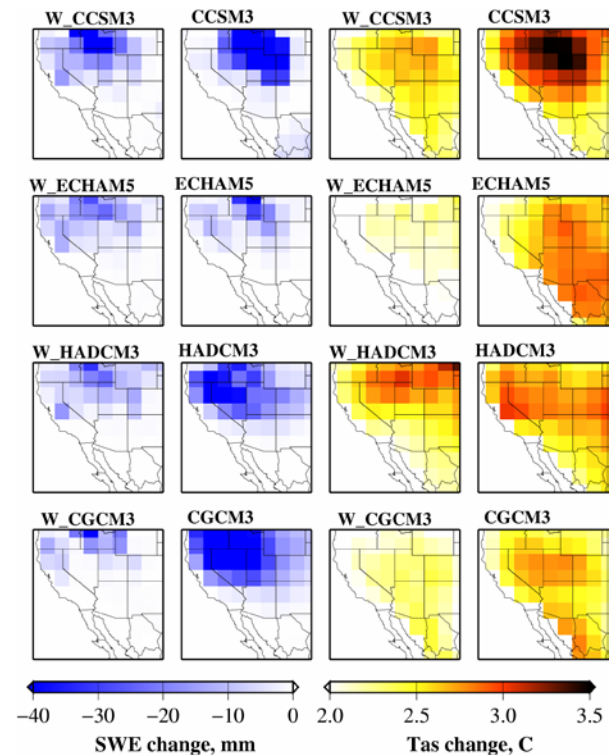 W_CCSM3 CCSM3 W_CCSM3 CCSM3
W_ECHAM5 ECHAM5 W_ECHAM5 ECHAM5
W_HADCM3 HADCM3 W_HADCM3 HADCM3
W_CGCM3 CGCM3 W_CGCM3 CGCM3
−40 −30 −20 −10 0 2.0 2.5 3.0 3.5
SWE change, mm Tas change, C